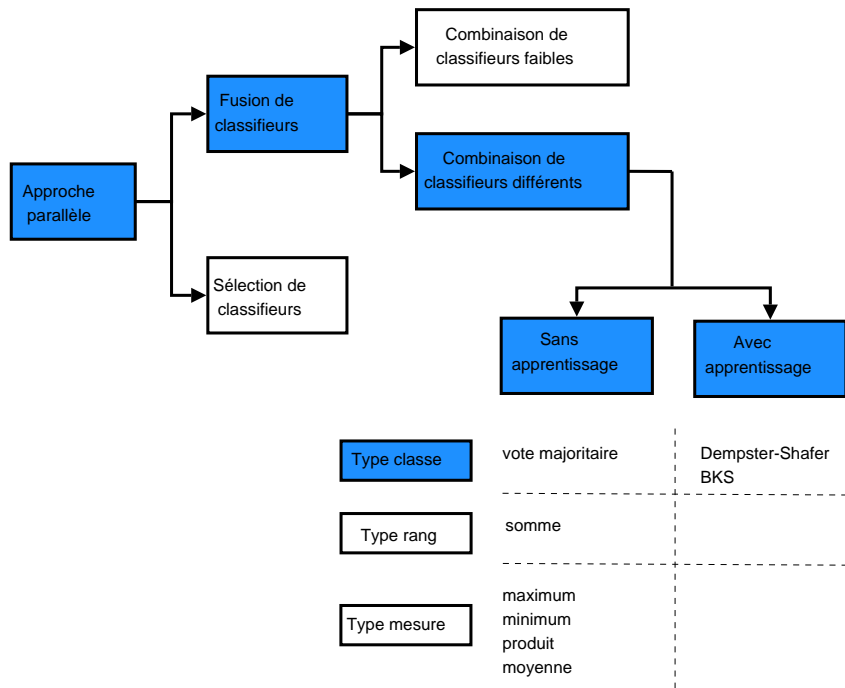 Combinaison de
classifieurs faibles
Fusion de
classifieurs
Combinaison de
classifieurs différents
Approche
parallèle
Sélection de
classifieurs
Sans
apprentissage
Avec
apprentissage
Type classe
vote majoritaire
Dempster-Shafer
BKS
Type rang
somme
Type mesure
maximum
minimum
produit
moyenne